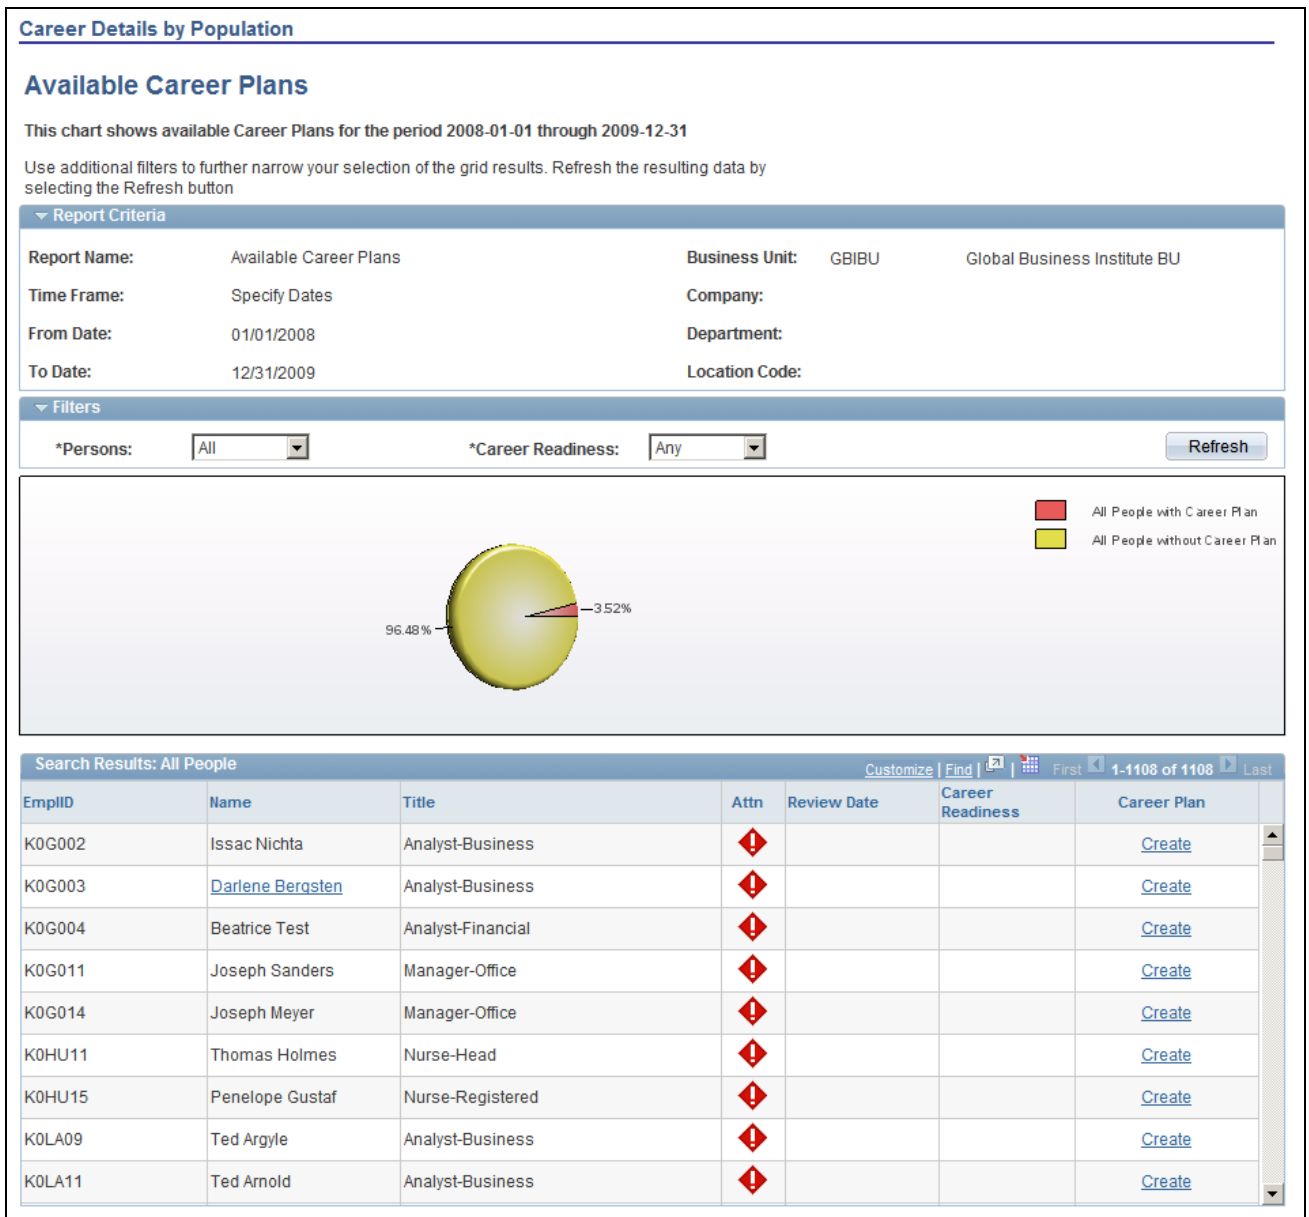 Career Details by Population
Available Career Plans
This chart shows available Career Plans for the period 2008-01-01 through 2009-12-31
Use additional filters to further narrow your selection of the grid results. Refresh the resulting data by
selecting the Refresh button
Report Criteria
Report Name: Available Career Plans Business Unit: GBIBU Global Business Institute BU
Time Frame: Specify Dates Company:
From Date: 01/01/2008 Department:
To Date: 12/31/2009 Location Code:
Filters
*Persons: All *Career Readiness: Any Refresh
All People with Career Plan
All People without Career Plan
3.52%
96.48%
Search Results: All People Customize | Find | | First 1-1108 of 1108 Last
EmplID Name Title Attn Review Date Career Readiness Career Plan
K0G002 Issac Nichta Analyst-Business Create
K0G003 Darlene Bergsten Analyst-Business Create
K0G004 Beatrice Test Analyst-Financial Create
K0G011 Joseph Sanders Manager-Office Create
K0G014 Joseph Meyer Manager-Office Create
K0HU11 Thomas Holmes Nurse-Head Create
K0HU15 Penelope Gustaf Nurse-Registered Create
K0LA09 Ted Argyle Analyst-Business Create
K0LA11 Ted Arnold Analyst-Business Create